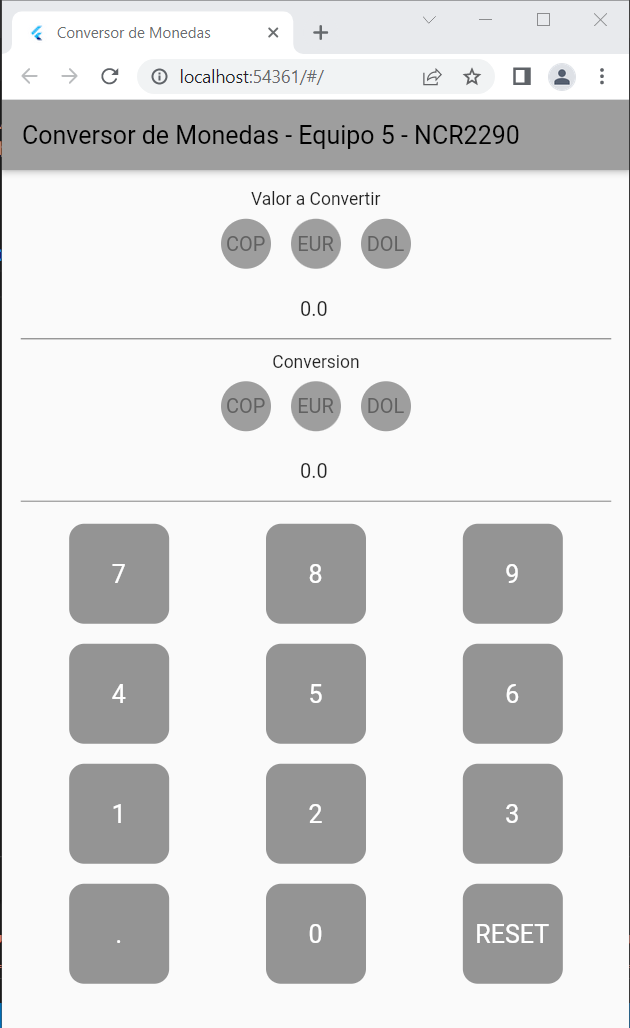 Conversor de Monedas
localhost:54361/#/
Conversor de Monedas - Equipo 5 - NCR2290
Valor a Convertir
COP EUR DOL
0.0
Conversion
COP EUR DOL
0.0
7 8 9
4 5 6
1 2 3
. 0 RESET